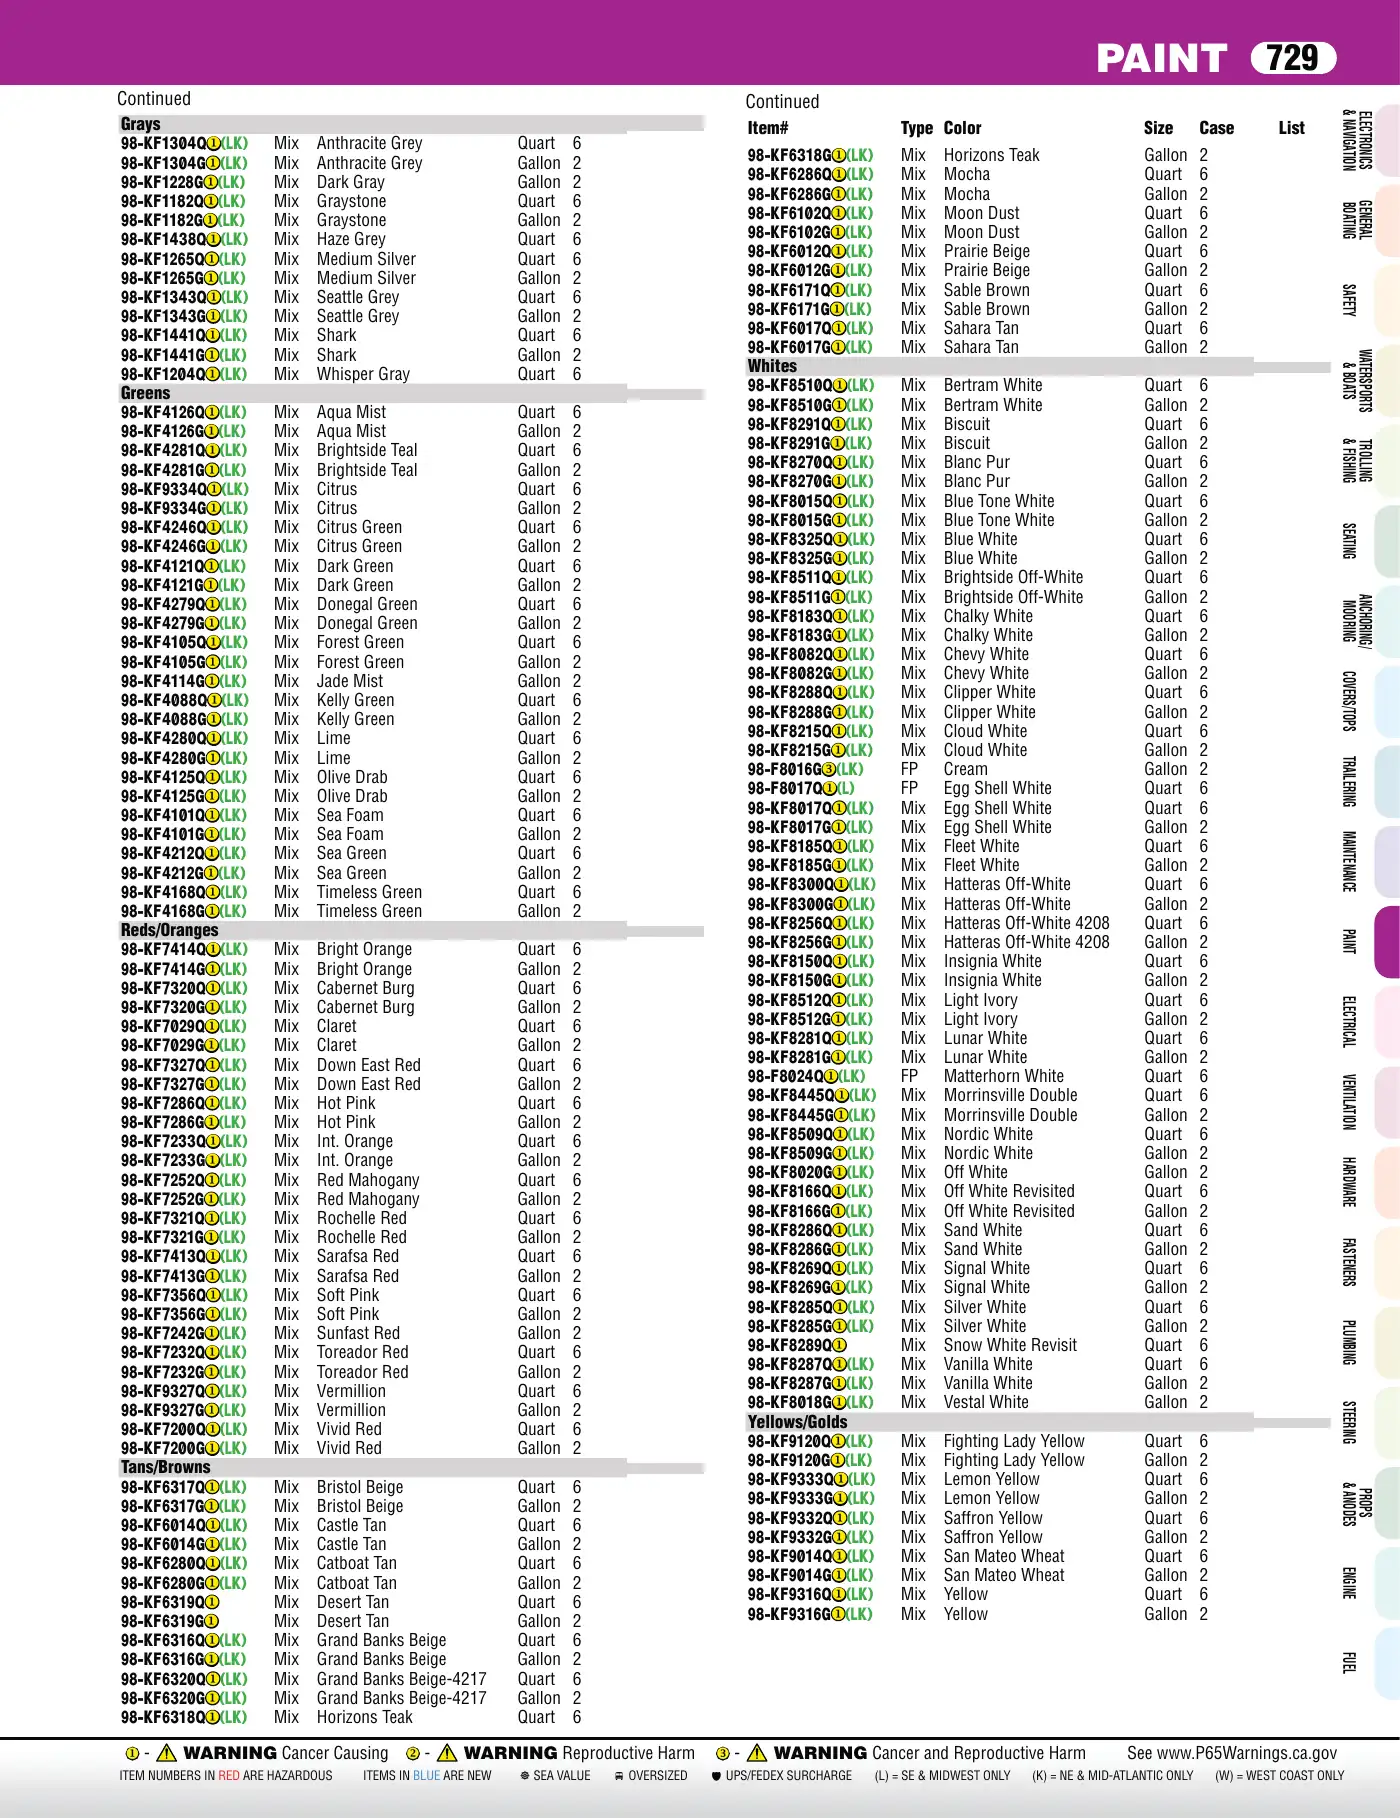 PAINT 729
Continued
Grays
98-KF1304Q①(LK) Mix Anthracite Grey Quart 6
98-KF1304G①(LK) Mix Anthracite Grey Gallon 2
98-KF1228G①(LK) Mix Dark Gray Gallon 2
98-KF1182Q①(LK) Mix Graystone Quart 6
98-KF1182G①(LK) Mix Graystone Gallon 2
98-KF1438Q①(LK) Mix Haze Grey Quart 6
98-KF1265Q①(LK) Mix Medium Silver Quart 6
98-KF1265G①(LK) Mix Medium Silver Gallon 2
98-KF1343Q①(LK) Mix Seattle Grey Quart 6
98-KF1343G①(LK) Mix Seattle Grey Gallon 2
98-KF1441Q①(LK) Mix Shark Quart 6
98-KF1441G①(LK) Mix Shark Gallon 2
98-KF1204Q①(LK) Mix Whisper Gray Quart 6
Greens
98-KF4126Q①(LK) Mix Aqua Mist Quart 6
98-KF4126G①(LK) Mix Aqua Mist Gallon 2
98-KF4281Q①(LK) Mix Brightside Teal Quart 6
98-KF4281G①(LK) Mix Brightside Teal Gallon 2
98-KF9334Q①(LK) Mix Citrus Quart 6
98-KF9334G①(LK) Mix Citrus Gallon 2
98-KF4246Q①(LK) Mix Citrus Green Quart 6
98-KF4246G①(LK) Mix Citrus Green Gallon 2
98-KF4121Q①(LK) Mix Dark Green Quart 6
98-KF4121G①(LK) Mix Dark Green Gallon 2
98-KF4279Q①(LK) Mix Donegal Green Quart 6
98-KF4279G①(LK) Mix Donegal Green Gallon 2
98-KF4105Q①(LK) Mix Forest Green Quart 6
98-KF4105G①(LK) Mix Forest Green Gallon 2
98-KF4114G①(LK) Mix Jade Mist Gallon 2
98-KF4088Q①(LK) Mix Kelly Green Quart 6
98-KF4088G①(LK) Mix Kelly Green Gallon 2
98-KF4280Q①(LK) Mix Lime Quart 6
98-KF4280G①(LK) Mix Lime Gallon 2
98-KF4125Q①(LK) Mix Olive Drab Quart 6
98-KF4125G①(LK) Mix Olive Drab Gallon 2
98-KF4101Q①(LK) Mix Sea Foam Quart 6
98-KF4101G①(LK) Mix Sea Foam Gallon 2
98-KF4212Q①(LK) Mix Sea Green Quart 6
98-KF4212G①(LK) Mix Sea Green Gallon 2
98-KF4168Q①(LK) Mix Timeless Green Quart 6
98-KF4168G①(LK) Mix Timeless Green Gallon 2
Reds/Oranges
98-KF7414Q①(LK) Mix Bright Orange Quart 6
98-KF7414G①(LK) Mix Bright Orange Gallon 2
98-KF7320Q①(LK) Mix Cabernet Burg Quart 6
98-KF7320G①(LK) Mix Cabernet Burg Gallon 2
98-KF7029Q①(LK) Mix Claret Quart 6
98-KF7029G①(LK) Mix Claret Gallon 2
98-KF7327Q①(LK) Mix Down East Red Quart 6
98-KF7327G①(LK) Mix Down East Red Gallon 2
98-KF7286Q①(LK) Mix Hot Pink Quart 6
98-KF7286G①(LK) Mix Hot Pink Gallon 2
98-KF7233Q①(LK) Mix Int. Orange Quart 6
98-KF7233G①(LK) Mix Int. Orange Gallon 2
98-KF7252Q①(LK) Mix Red Mahogany Quart 6
98-KF7252G①(LK) Mix Red Mahogany Gallon 2
98-KF7321Q①(LK) Mix Rochelle Red Quart 6
98-KF7321G①(LK) Mix Rochelle Red Gallon 2
98-KF7413Q①(LK) Mix Sarafsa Red Quart 6
98-KF7413G①(LK) Mix Sarafsa Red Gallon 2
98-KF7356Q①(LK) Mix Soft Pink Quart 6
98-KF7356G①(LK) Mix Soft Pink Gallon 2
98-KF7242G①(LK) Mix Sunfast Red Gallon 2
98-KF7232Q①(LK) Mix Toreador Red Quart 6
98-KF7232G①(LK) Mix Toreador Red Gallon 2
98-KF9327Q①(LK) Mix Vermillion Quart 6
98-KF9327G①(LK) Mix Vermillion Gallon 2
98-KF7200Q①(LK) Mix Vivid Red Quart 6
98-KF7200G①(LK) Mix Vivid Red Gallon 2
Tans/Browns
98-KF6317Q①(LK) Mix Bristol Beige Quart 6
98-KF6317G①(LK) Mix Bristol Beige Gallon 2
98-KF6014Q①(LK) Mix Castle Tan Quart 6
98-KF6014G①(LK) Mix Castle Tan Gallon 2
98-KF6280Q①(LK) Mix Catboat Tan Quart 6
98-KF6280G①(LK) Mix Catboat Tan Gallon 2
98-KF6319Q① Mix Desert Tan Quart 6
98-KF6319G① Mix Desert Tan Gallon 2
98-KF6316Q①(LK) Mix Grand Banks Beige Quart 6
98-KF6316G①(LK) Mix Grand Banks Beige Gallon 2
98-KF6320Q①(LK) Mix Grand Banks Beige-4217 Quart 6
98-KF6320G①(LK) Mix Grand Banks Beige-4217 Gallon 2
98-KF6318Q①(LK) Mix Horizons Teak Quart 6
Continued
Item# Type Color Size Case List
98-KF6318G①(LK) Mix Horizons Teak Gallon 2
98-KF6286Q①(LK) Mix Mocha Quart 6
98-KF6286G①(LK) Mix Mocha Gallon 2
98-KF6102Q①(LK) Mix Moon Dust Quart 6
98-KF6102G①(LK) Mix Moon Dust Gallon 2
98-KF6012Q①(LK) Mix Prairie Beige Quart 6
98-KF6012G①(LK) Mix Prairie Beige Gallon 2
98-KF6171Q①(LK) Mix Sable Brown Quart 6
98-KF6171G①(LK) Mix Sable Brown Gallon 2
98-KF6017Q①(LK) Mix Sahara Tan Quart 6
98-KF6017G①(LK) Mix Sahara Tan Gallon 2
Whites
98-KF8510Q①(LK) Mix Bertram White Quart 6
98-KF8510G①(LK) Mix Bertram White Gallon 2
98-KF8291Q①(LK) Mix Biscuit Quart 6
98-KF8291G①(LK) Mix Biscuit Gallon 2
98-KF8270Q①(LK) Mix Blanc Pur Quart 6
98-KF8270G①(LK) Mix Blanc Pur Gallon 2
98-KF8015Q①(LK) Mix Blue Tone White Quart 6
98-KF8015G①(LK) Mix Blue Tone White Gallon 2
98-KF8325Q①(LK) Mix Blue White Quart 6
98-KF8325G①(LK) Mix Blue White Gallon 2
98-KF8511Q①(LK) Mix Brightside Off-White Quart 6
98-KF8511G①(LK) Mix Brightside Off-White Gallon 2
98-KF8183Q①(LK) Mix Chalky White Quart 6
98-KF8183G①(LK) Mix Chalky White Gallon 2
98-KF8082Q①(LK) Mix Chevy White Quart 6
98-KF8082G①(LK) Mix Chevy White Gallon 2
98-KF8288Q①(LK) Mix Clipper White Quart 6
98-KF8288G①(LK) Mix Clipper White Gallon 2
98-KF8215Q①(LK) Mix Cloud White Quart 6
98-KF8215G①(LK) Mix Cloud White Gallon 2
98-F8016G③(LK) FP Cream Gallon 2
98-F8017Q①(L) FP Egg Shell White Quart 6
98-KF8017Q①(LK) Mix Egg Shell White Quart 6
98-KF8017G①(LK) Mix Egg Shell White Gallon 2
98-KF8185Q①(LK) Mix Fleet White Quart 6
98-KF8185G①(LK) Mix Fleet White Gallon 2
98-KF8300Q①(LK) Mix Hatteras Off-White Quart 6
98-KF8300G①(LK) Mix Hatteras Off-White Gallon 2
98-KF8256Q①(LK) Mix Hatteras Off-White 4208 Quart 6
98-KF8256G①(LK) Mix Hatteras Off-White 4208 Gallon 2
98-KF8150Q①(LK) Mix Insignia White Quart 6
98-KF8150G①(LK) Mix Insignia White Gallon 2
98-KF8512Q①(LK) Mix Light Ivory Quart 6
98-KF8512G①(LK) Mix Light Ivory Gallon 2
98-KF8281Q①(LK) Mix Lunar White Quart 6
98-KF8281G①(LK) Mix Lunar White Gallon 2
98-F8024Q①(LK) FP Matterhorn White Quart 6
98-KF8445Q①(LK) Mix Morrinsville Double Quart 6
98-KF8445G①(LK) Mix Morrinsville Double Gallon 2
98-KF8509Q①(LK) Mix Nordic White Quart 6
98-KF8509G①(LK) Mix Nordic White Gallon 2
98-KF8020G①(LK) Mix Off White Gallon 2
98-KF8166Q①(LK) Mix Off White Revisited Quart 6
98-KF8166G①(LK) Mix Off White Revisited Gallon 2
98-KF8286Q①(LK) Mix Sand White Quart 6
98-KF8286G①(LK) Mix Sand White Gallon 2
98-KF8269Q①(LK) Mix Signal White Quart 6
98-KF8269G①(LK) Mix Signal White Gallon 2
98-KF8285Q①(LK) Mix Silver White Quart 6
98-KF8285G①(LK) Mix Silver White Gallon 2
98-KF8289Q① Mix Snow White Revisit Quart 6
98-KF8287Q①(LK) Mix Vanilla White Quart 6
98-KF8287G①(LK) Mix Vanilla White Gallon 2
98-KF8018G①(LK) Mix Vestal White Gallon 2
Yellows/Golds
98-KF9120Q①(LK) Mix Fighting Lady Yellow Quart 6
98-KF9120G①(LK) Mix Fighting Lady Yellow Gallon 2
98-KF9333Q①(LK) Mix Lemon Yellow Quart 6
98-KF9333G①(LK) Mix Lemon Yellow Gallon 2
98-KF9332Q①(LK) Mix Saffron Yellow Quart 6
98-KF9332G①(LK) Mix Saffron Yellow Gallon 2
98-KF9014Q①(LK) Mix San Mateo Wheat Quart 6
98-KF9014G①(LK) Mix San Mateo Wheat Gallon 2
98-KF9316Q①(LK) Mix Yellow Quart 6
98-KF9316G①(LK) Mix Yellow Gallon 2
ELECTRONICS
& NAVIGATION
GENERAL
BOATING
SAFETY
WATERSPORTS
& BOATS
TROLLING
& FISHING
SEATING
ANCHORING/
MOORING
COVERS/TOPS
TRAILERING
MAINTENANCE
PAINT
ELECTRICAL
VENTILATION
HARDWARE
FASTENERS
PLUMBING
STEERING
PROPS
& ANODES
ENGINE
FUEL
① - ⚠ WARNING Cancer Causing ② - ⚠ WARNING Reproductive Harm ③ - ⚠ WARNING Cancer and Reproductive Harm See www.P65Warnings.ca.gov
ITEM NUMBERS IN RED ARE HAZARDOUS ITEMS IN BLUE ARE NEW SEA VALUE OVERSIZED UPS/FEDEX SURCHARGE (L) = SE & MIDWEST ONLY (K) = NE & MID-ATLANTIC ONLY (W) = WEST COAST ONLY